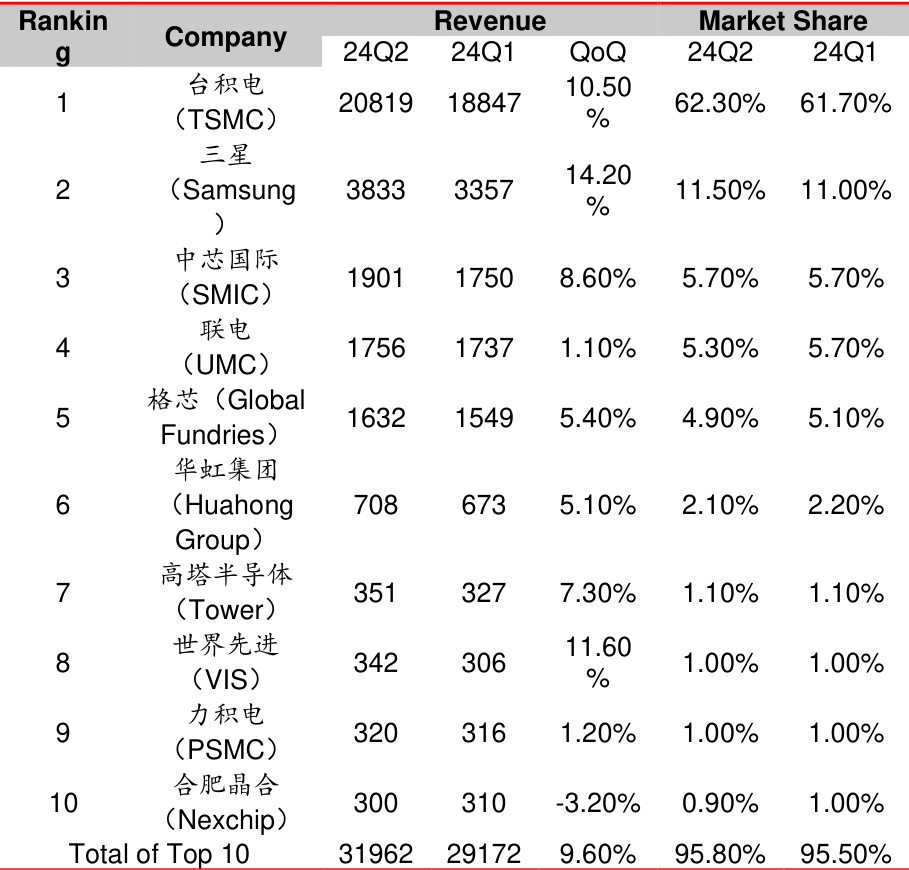 Rankin
g
Company
Revenue
Market Share
24Q2 24Q1 QoQ 24Q2 24Q1
1
台积电
（TSMC）
20819 18847
10.50
%
62.30% 61.70%
2
三星
（Samsung
）
3833 3357
14.20
%
11.50% 11.00%
3
中芯国际
（SMIC）
1901 1750 8.60% 5.70% 5.70%
4
联电
（UMC）
1756 1737 1.10% 5.30% 5.70%
5
格芯（Global
Fundries）
1632 1549 5.40% 4.90% 5.10%
6
华虹集团
（Huahong
Group）
708 673 5.10% 2.10% 2.20%
7
高塔半导体
（Tower）
351 327 7.30% 1.10% 1.10%
8
世界先进
（VIS）
342 306
11.60
%
1.00% 1.00%
9
力积电
（PSMC）
320 316 1.20% 1.00% 1.00%
10
合肥晶合
（Nexchip）
300 310 -3.20% 0.90% 1.00%
Total of Top 10 31962 29172 9.60% 95.80% 95.50%